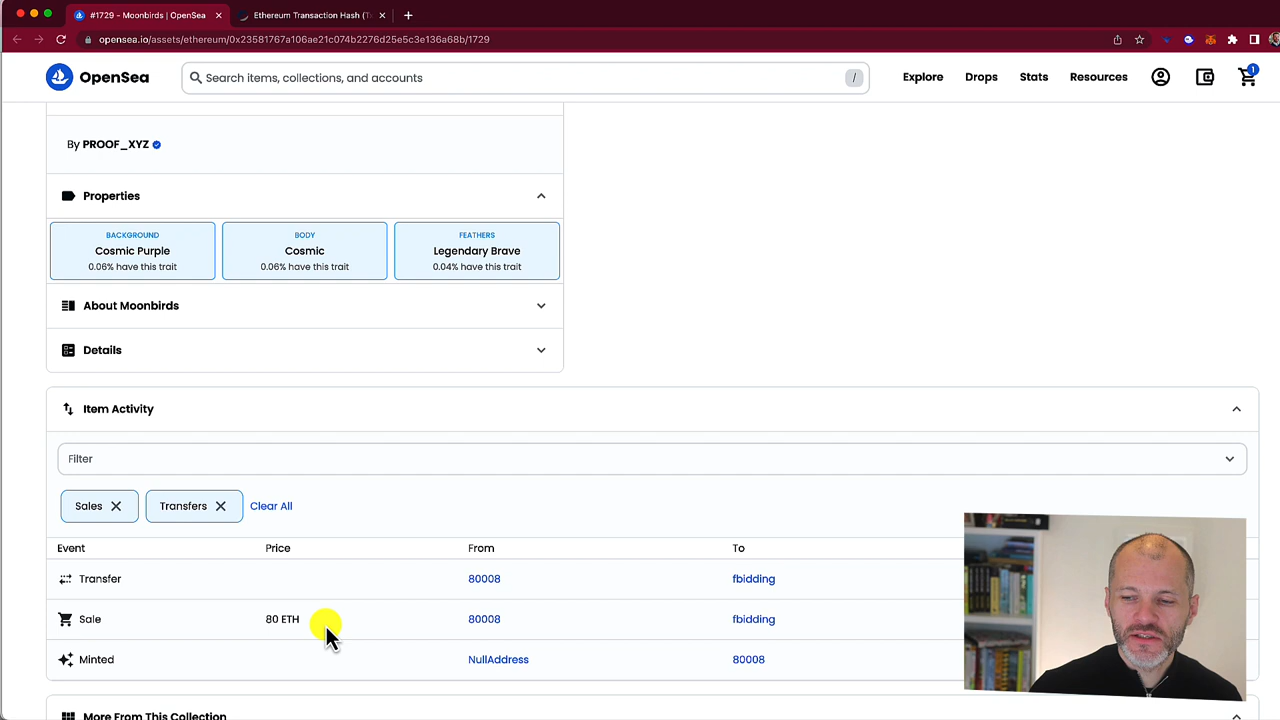 #1729 - Moonbirds | OpenSea
Ethereum Transaction Hash (T
opensea.io/assets/ethereum/0x23581767a106ae21c074b2276d25e5c3e136a68b/1729
OpenSea
Search items, collections, and accounts
/
Explore
Drops
Stats
Resources
1
By PROOF_XYZ
Properties
BACKGROUND
Cosmic Purple
0.06% have this trait
BODY
Cosmic
0.06% have this trait
FEATHERS
Legendary Brave
0.04% have this trait
About Moonbirds
Details
Item Activity
Filter
Sales
Transfers
Clear All
Event Price From To
Transfer 80008 fbidding
Sale 80 ETH 80008 fbidding
Minted NullAddress 80008
More From This Collection